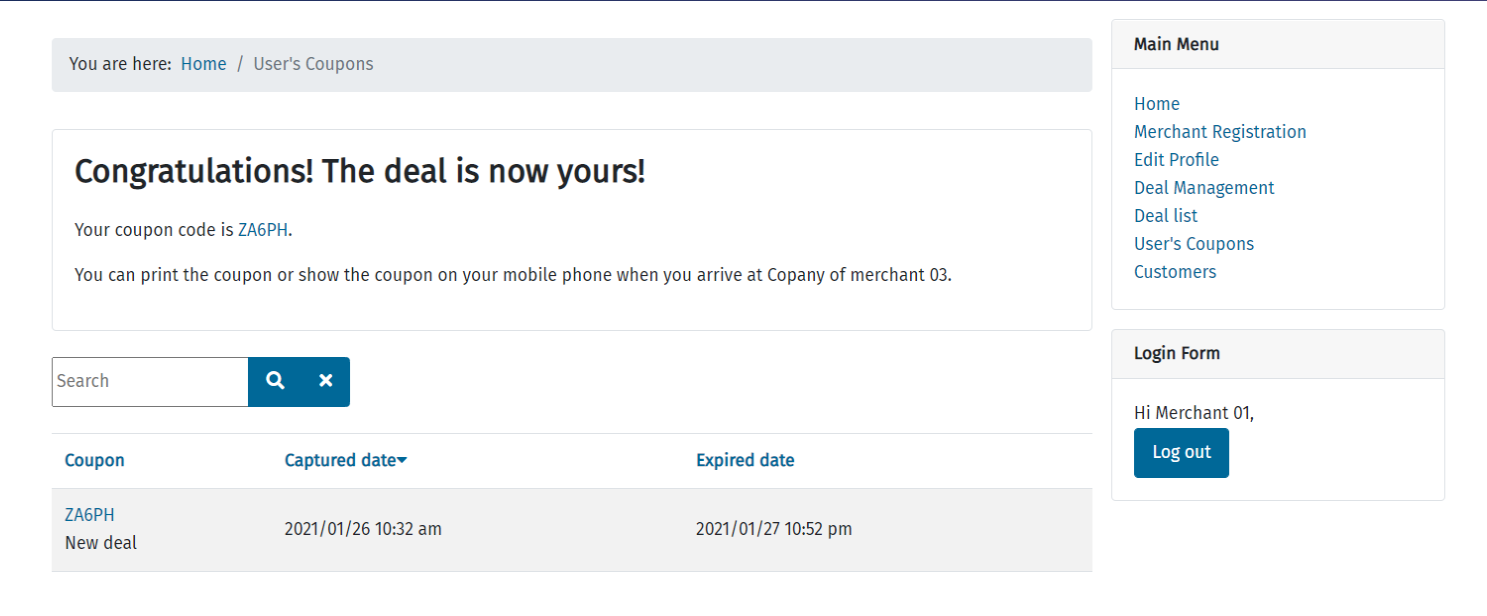 You are here: Home / User's Coupons
Congratulations! The deal is now yours!
Your coupon code is ZA6PH.
You can print the coupon or show the coupon on your mobile phone when you arrive at Copany of merchant 03.
Search
Coupon Captured date Expired date
ZA6PH
New deal
2021/01/26 10:32 am 2021/01/27 10:52 pm
Main Menu
Home
Merchant Registration
Edit Profile
Deal Management
Deal list
User's Coupons
Customers
Login Form
Hi Merchant 01,
Log out